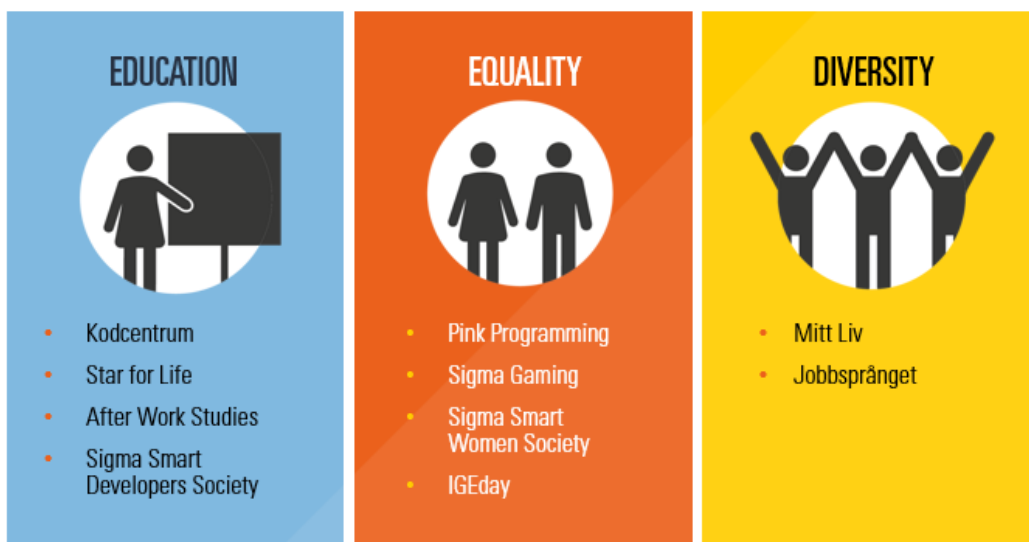 EDUCATION
Kodcentrum
Star for Life
After Work Studies
Sigma Smart
Developers Society
EQUALITY
Pink Programming
Sigma Gaming
Sigma Smart
Women Society
IGEday
DIVERSITY
Mitt Liv
Jobbsprånget